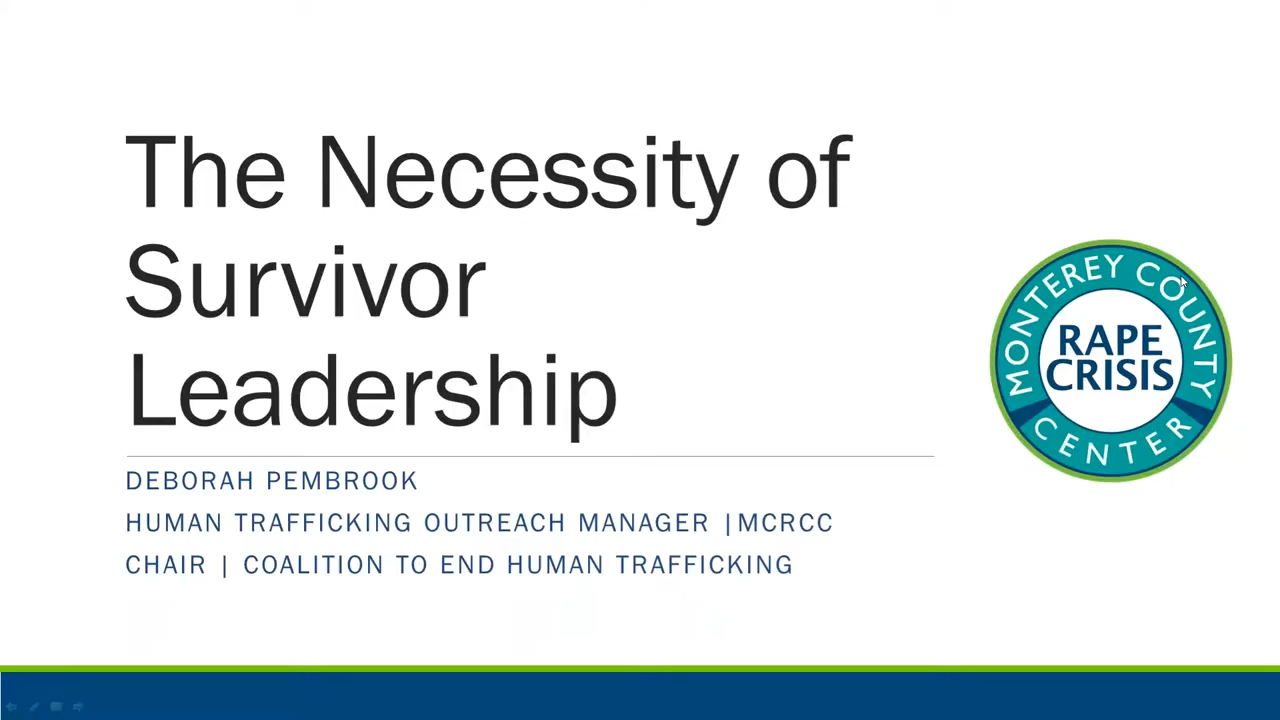 The Necessity of
Survivor
Leadership
DEBORAH PEMBROOK
HUMAN TRAFFICKING OUTREACH MANAGER |MCRCC
CHAIR | COALITION TO END HUMAN TRAFFICKING
MONTEREY COUNTY
RAPE
CRISIS
CENTER